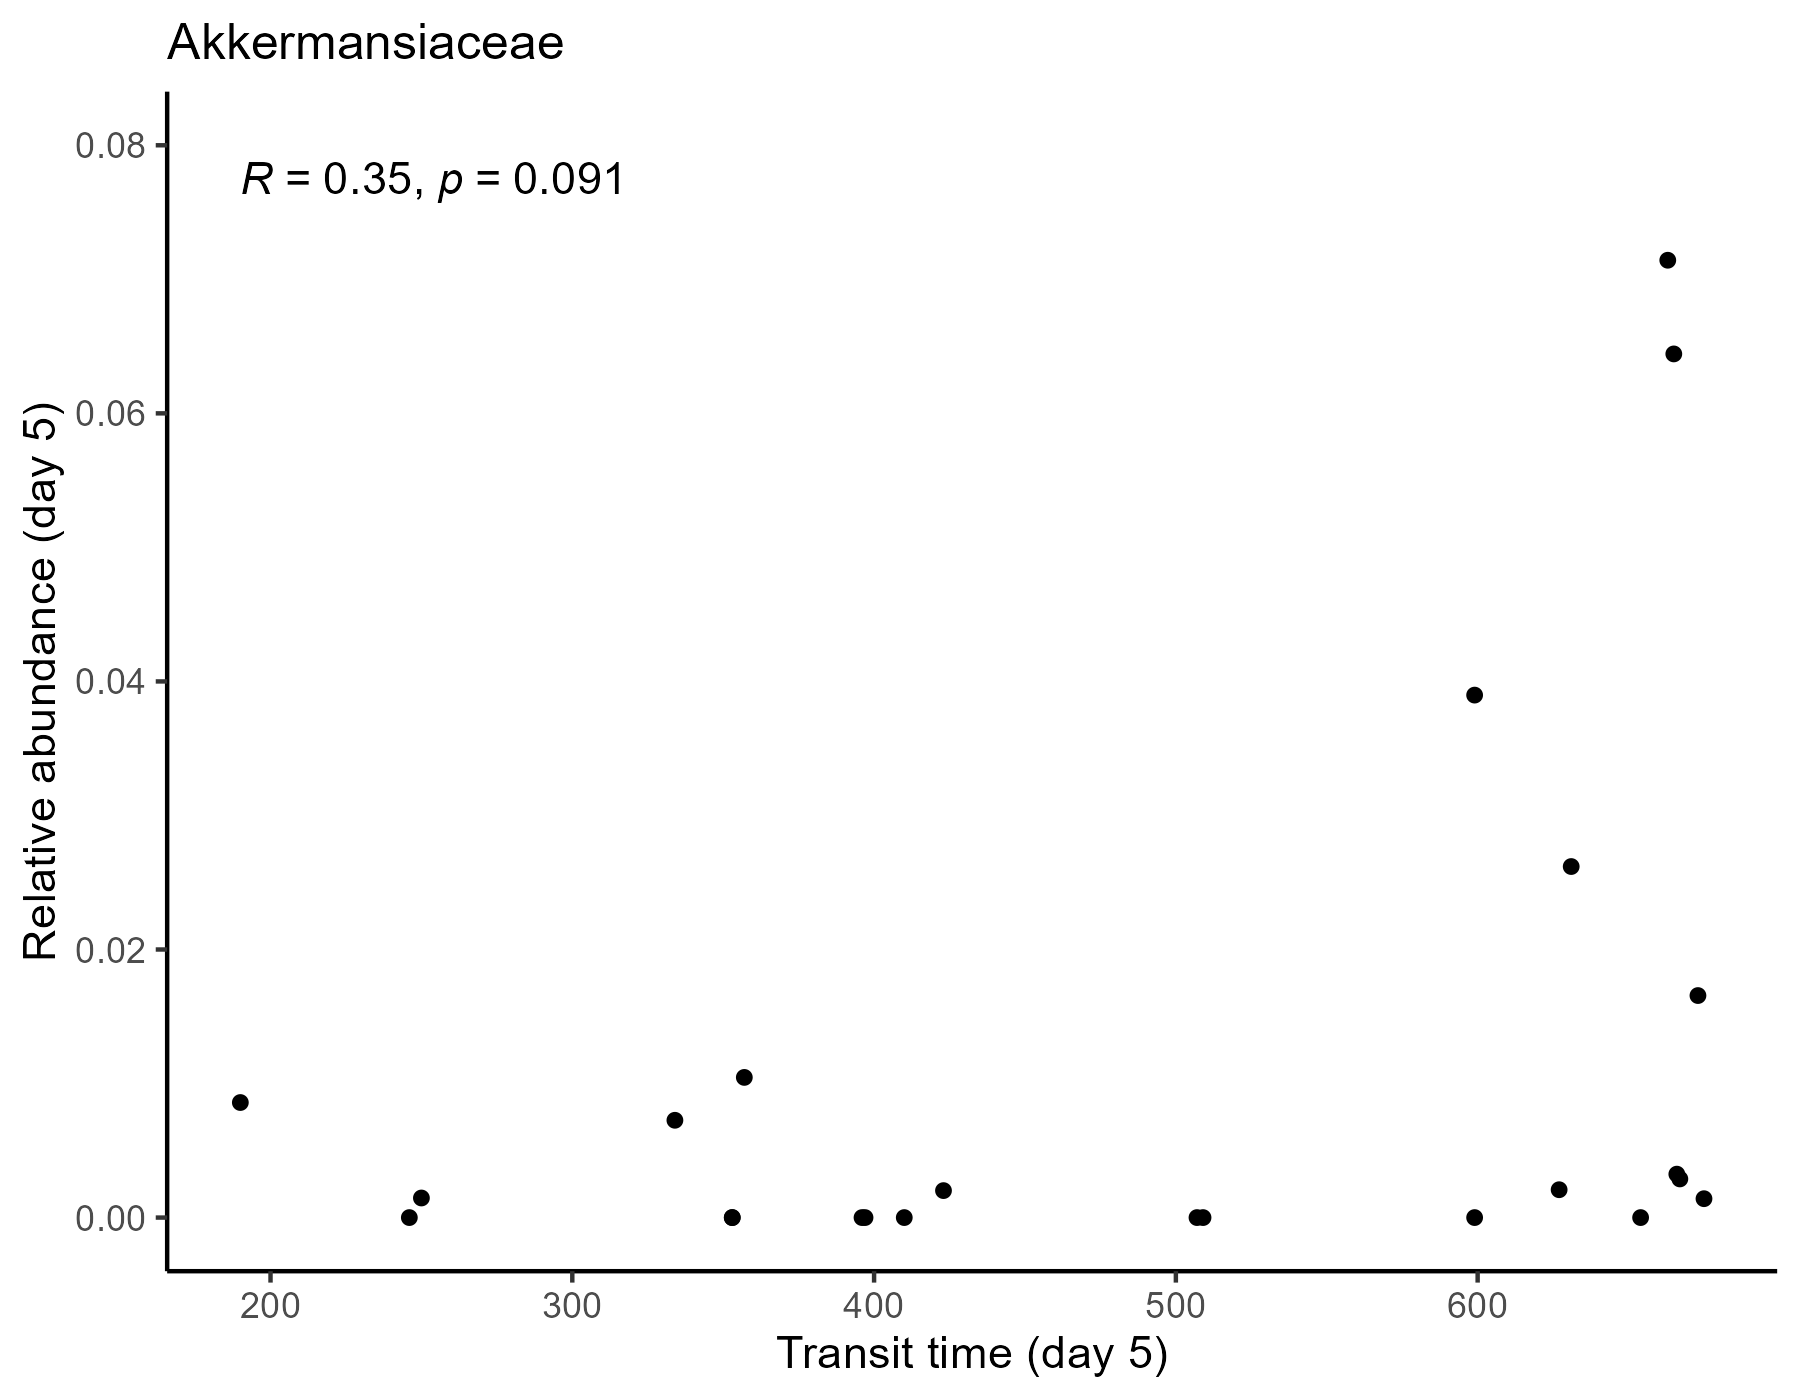 Akkermansiaceae
R = 0.35, p = 0.091
Relative abundance (day 5)
0.08
0.06
0.04
0.02
0.00
200 300 400 500 600
Transit time (day 5)